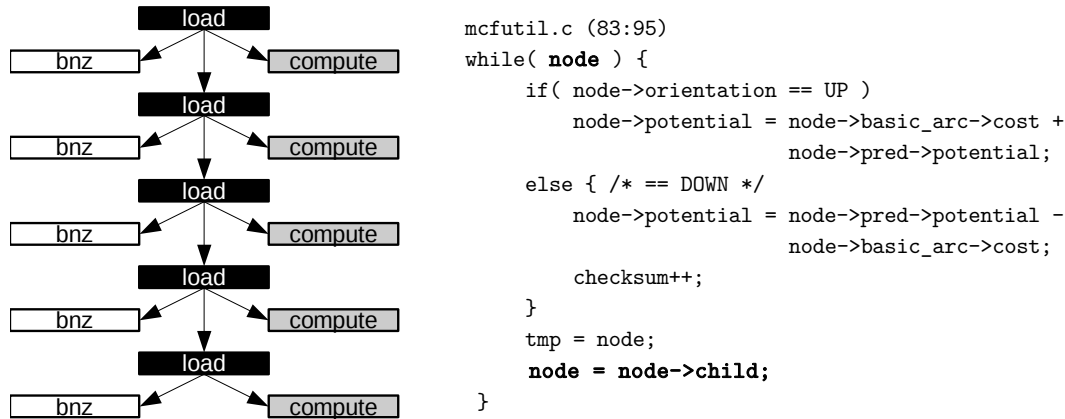 load
bnz
compute
load
bnz
compute
load
bnz
compute
load
bnz
compute
load
bnz
compute
mcfutil.c (83:95)
while( node ) {
if( node->orientation == UP )
node->potential = node->basic_arc->cost +
node->pred->potential;
else { /* == DOWN */
node->potential = node->pred->potential -
node->basic_arc->cost;
checksum++;
}
tmp = node;
node = node->child;
}